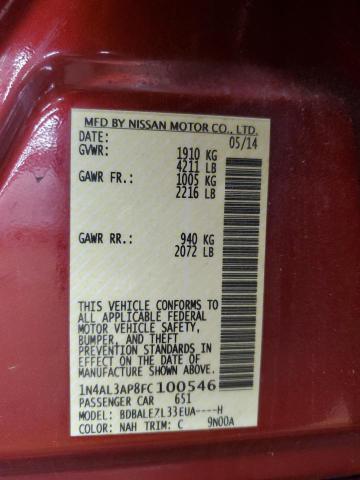 MFD BY NISSAN MOTOR CO., LTD.
DATE: 05/14
GVWR: 1910 KG
4211 LB
GAWR FR: 1005 KG
2216 LB
GAWR RR: 940 KG
2072 LB
THIS VEHICLE CONFORMS TO
ALL APPLICABLE FEDERAL
MOTOR VEHICLE SAFETY,
BUMPER, AND THEFT
PREVENTION STANDARDS IN
EFFECT ON THE DATE OF
MANUFACTURE SHOWN ABOVE.
1N4AL3AP8FC100546
PASSENGER CAR 651
MODEL: BDBALEZL33EUA----H
COLOR: NAH TRIM: C 9N00A